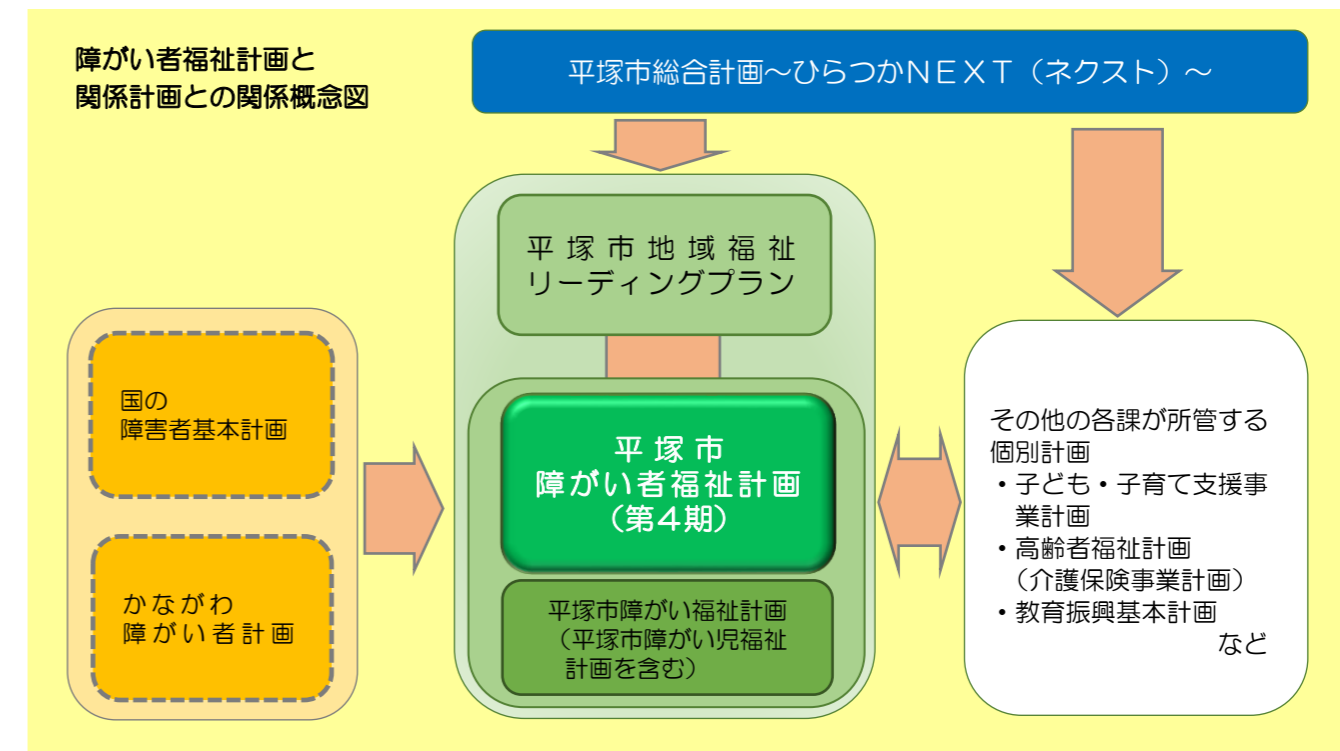 障がい者福祉計画と
関係計画との関係概念図
平塚市総合計画～ひらつかNEXT（ネクスト）～
平塚市地域福祉
リーディングプラン
国の
障害者基本計画
かながわ
障がい者計画
平塚市
障がい者福祉計画
（第4期）
平塚市障がい福祉計画
（平塚市障がい児福祉
計画を含む）
その他の各課が所管する
個別計画
・子ども・子育て支援事
業計画
・高齢者福祉計画
（介護保険事業計画）
・教育振興基本計画
など